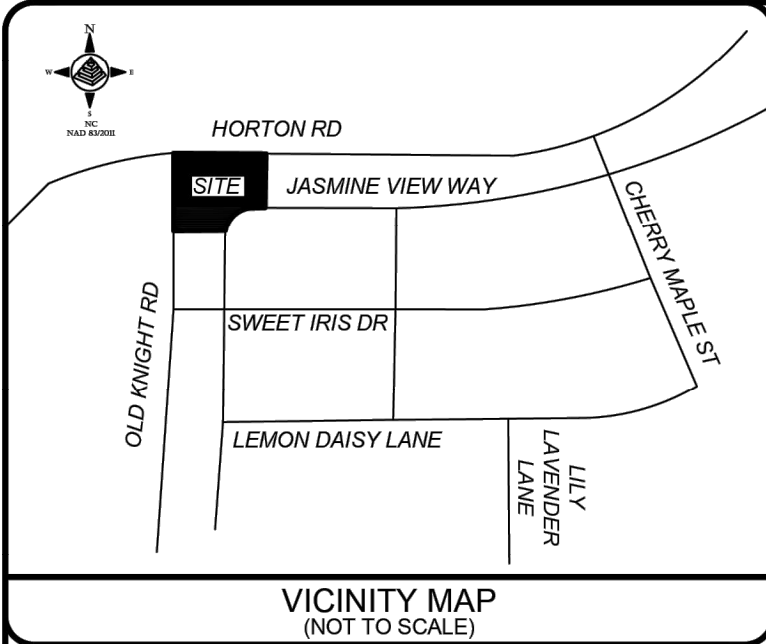 N
W
E
S
NC
NAD 83/2011
HORTON RD
SITE
JASMINE VIEW WAY
CHERRY MAPLE ST
OLD KNIGHT RD
SWEET IRIS DR
LEMON DAISY LANE
LILY
LAVENDER
LANE
VICINITY MAP
(NOT TO SCALE)